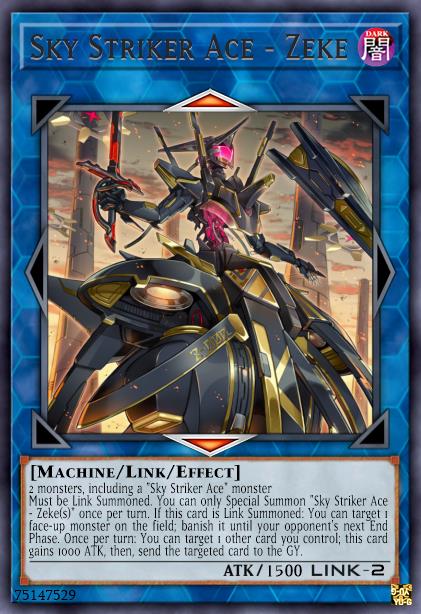 Sky Striker Ace - Zeke
DARK
闇
[Machine/Link/Effect]
2 monsters, including a "Sky Striker Ace" monster
Must be Link Summoned. You can only Special Summon "Sky Striker Ace
- Zeke(s)" once per turn. If this card is Link Summoned: You can target 1
face-up monster on the field; banish it until your opponent's next End
Phase. Once per turn: You can target 1 other card you control; this card
gains 1000 ATK, then, send the targeted card to the GY.
ATK/1500 LINK-2
75147529